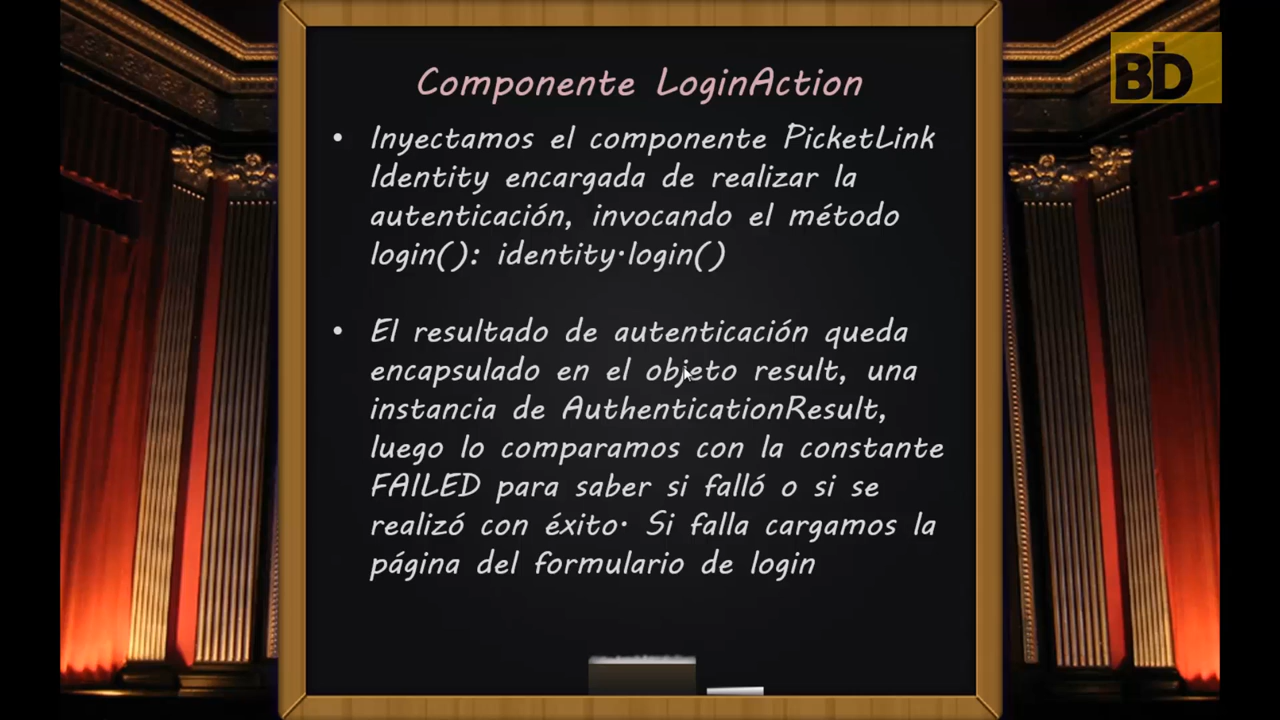 BID
Componente LoginAction
• Inyectamos el componente PicketLink
Identity encargada de realizar la
autenticación, invocando el método
login(): identity.login()
• El resultado de autenticación queda
encapsulado en el objeto result, una
instancia de AuthenticationResult,
luego lo comparamos con la constante
FAILED para saber si falló o si se
realizó con éxito. Si falla cargamos la
página del formulario de login